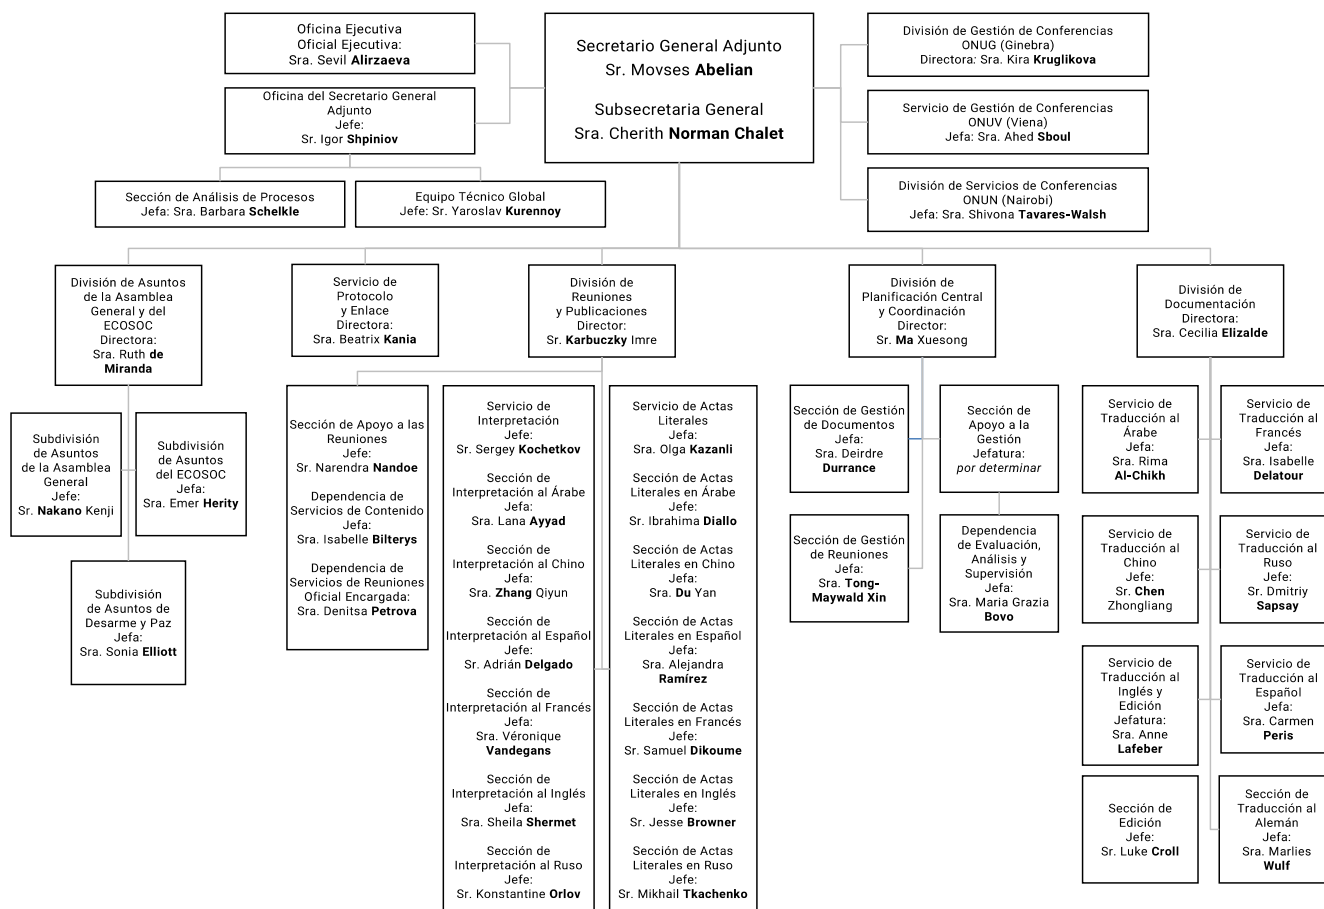 Oficina Ejecutiva
Oficial Ejecutiva:
Sra. Sevil Alirzaeva
Oficina del Secretario General
Adjunto
Jefe:
Sr. Igor Shpiniov
Secretario General Adjunto
Sr. Movses Abelian
Subsecretaria General
Sra. Cherith Norman Chalet
División de Gestión de Conferencias
ONUG (Ginebra)
Directora: Sra. Kira Kruglikova
Servicio de Gestión de Conferencias
ONUV (Viena)
Jefa: Sra. Ahed Sboul
División de Servicios de Conferencias
ONUN (Nairobi)
Jefa: Sra. Shivona Tavares-Walsh
Sección de Análisis de Procesos
Jefa: Sra. Barbara Schelkle
Equipo Técnico Global
Jefe: Sr. Yaroslav Kurennoy
División de Asuntos
de la Asamblea
General y del
ECOSOC
Directora:
Sra. Ruth de
Miranda
Servicio de
Protocolo
y Enlace
Directora:
Sra. Beatrix Kania
División de
Reuniones
y Publicaciones
Director:
Sr. Karbuczky Imre
División de
Planificación Central
y Coordinación
Director:
Sr. Ma Xuesong
División de
Documentación
Directora:
Sra. Cecilia Elizalde
Subdivisión
de Asuntos
de la Asamblea
General
Jefe:
Sr. Nakano Kenji
Subdivisión
de Asuntos
del ECOSOC
Jefa:
Sra. Emer Herity
Subdivisión
de Asuntos de
Desarme y Paz
Jefa:
Sra. Sonia Elliott
Sección de Apoyo a las
Reuniones
Jefe:
Sr. Narendra Nandoe
Dependencia de
Servicios de Contenido
Jefa:
Sra. Isabelle Bilterys
Dependencia de
Servicios de Reuniones
Oficial Encargada:
Sra. Denitsa Petrova
Servicio de
Interpretación
Jefe:
Sr. Sergey Kochetkov
Sección de
Interpretación al Árabe
Jefa:
Sra. Lana Ayyad
Sección de
Interpretación al Chino
Jefa:
Sra. Zhang Qiyun
Sección de
Interpretación al Español
Jefe:
Sr. Adrián Delgado
Sección de
Interpretación al Francés
Jefa:
Sra. Véronique
Vandegans
Sección de
Interpretación al Inglés
Jefa:
Sra. Sheila Shermet
Sección de
Interpretación al Ruso
Jefe:
Sr. Konstantine Orlov
Servicio de Actas
Literales
Jefa:
Sra. Olga Kazanli
Sección de Actas
Literales en Árabe
Jefe:
Sr. Ibrahima Diallo
Sección de Actas
Literales en Chino
Jefa:
Sra. Du Yan
Sección de Actas
Literales en Español
Jefa:
Sra. Alejandra
Ramírez
Sección de Actas
Literales en Francés
Jefe:
Sr. Samuel Dikoume
Sección de Actas
Literales en Inglés
Jefe:
Sr. Jesse Browner
Sección de Actas
Literales en Ruso
Jefe:
Sr. Mikhail Tkachenko
Sección de Gestión
de Documentos
Jefa:
Sra. Deirdre
Durrance
Sección de
Apoyo a la
Gestión
Jefatura:
por determinar
Sección de Gestión
de Reuniones
Jefa:
Sra. Tong-
Maywald Xin
Dependencia
de Evaluación,
Análisis y
Supervisión
Jefa:
Sra. Maria Grazia
Bovo
Servicio de
Traducción al
Árabe
Jefa:
Sra. Rima
Al-Chikh
Servicio de
Traducción al
Francés
Jefa:
Sra. Isabelle
Delatour
Servicio de
Traducción al
Chino
Jefe:
Sr. Chen
Zhongliang
Servicio de
Traducción al
Ruso
Jefe:
Sr. Dmitriy
Sapsay
Servicio de
Traducción al
Inglés y
Edición
Jefatura:
Sra. Anne
Lafeber
Servicio de
Traducción al
Español
Jefa:
Sra. Carmen
Peris
Sección de
Edición
Jefe:
Sr. Luke Croll
Sección de
Traducción al
Alemán
Jefa:
Sra. Marlies
Wulf